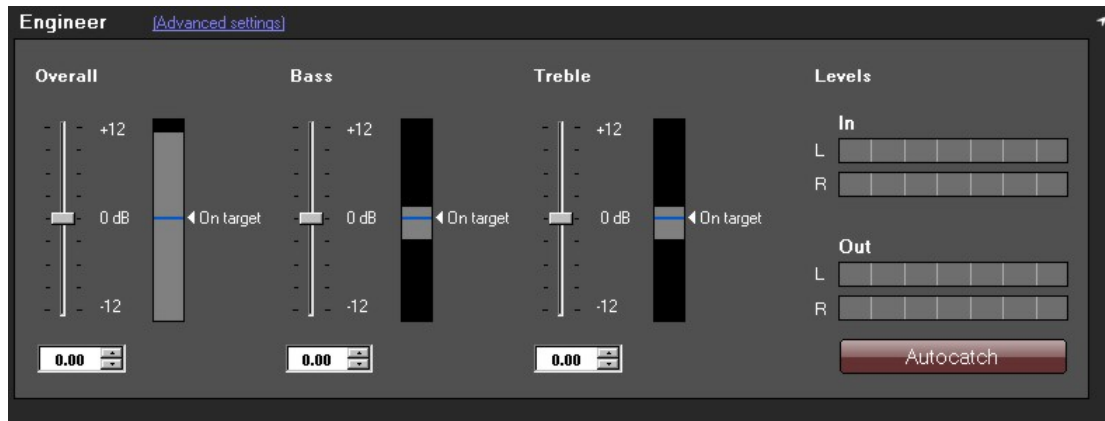 Engineer (Advanced settings)
Overall Bass Treble Levels
In
+12 +12 +12
L
R
0 dB On target 0 dB On target 0 dB On target
Out
L
-12 -12 -12
R
0.00 0.00 0.00
Autocatch